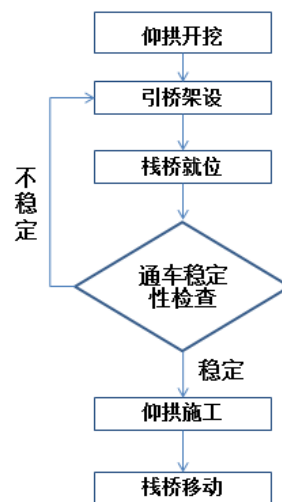 仰拱开挖
引桥架设
栈桥就位
不稳定
通车稳定
性检查
稳定
仰拱施工
栈桥移动